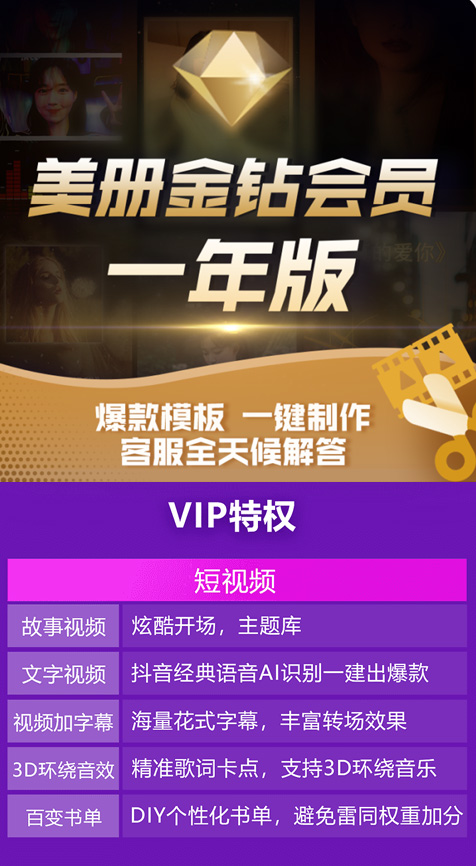 美册金钻会员
一年版
的爱你》
爆款模板 一键制作
客服全天候解答
VIP特权
短视频
故事视频 炫酷开场，主题库
文字视频 抖音经典语音AI识别一建出爆款
视频加字幕 海量花式字幕，丰富转场效果
3D环绕音效 精准歌词卡点，支持3D环绕音乐
百变书单 DIY个性化书单，避免雷同权重加分